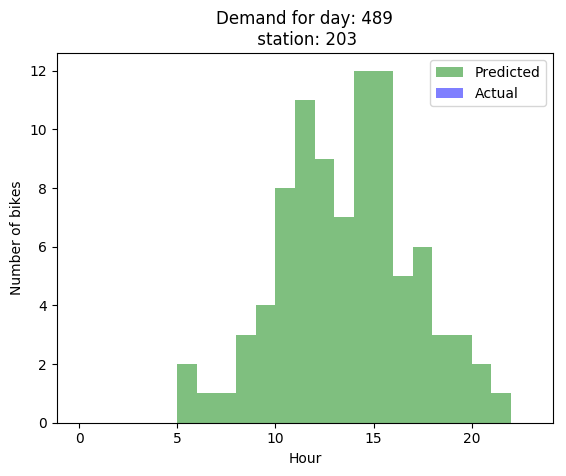 Demand for day: 489
station: 203
Predicted
Actual
Number of bikes
12
10
8
6
4
2
0
0 5 10 15 20
Hour